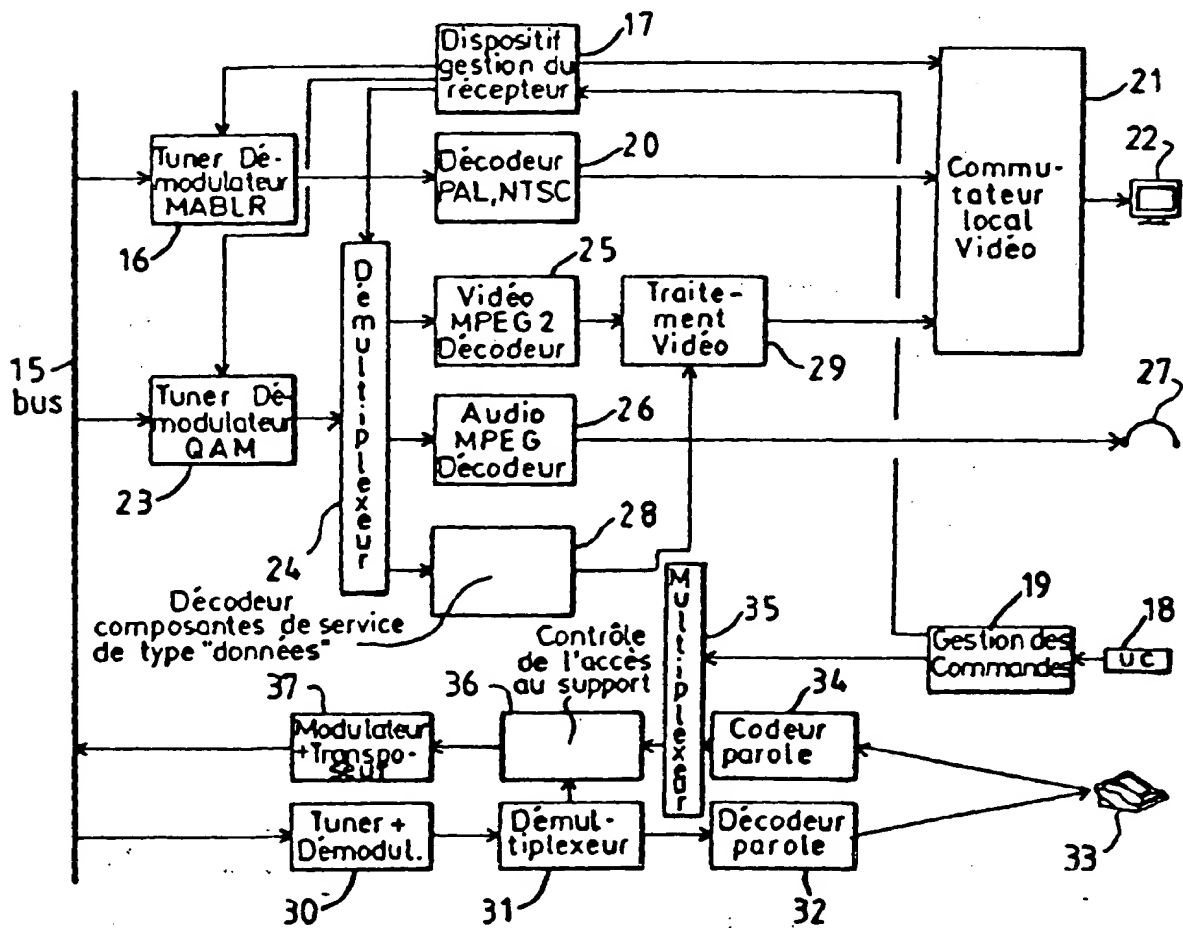 Dispositif
gestion du
récepteur
17
21
Tuner Dé-
modulateur
MABLR
16
Décodeur
PAL, NTSC
20
Commu-
tateur
local
Vidéo
22
15
bus
Démultiplexeur
24
Vidéo
MPEG 2
Décodeur
25
Traite-
ment
Vidéo
29
Tuner Dé-
modulateur
QAM
23
Audio
MPEG
Décodeur
26
27
28
Décodeur
composantes de service
de type "données"
Contrôle
de l'accès
au support
36
Multiplexeur
35
Gestion des
Commandes
19
UC
18
37
Modulateur
+Transpo-
seur
Codeur
parole
34
Tuner +
Démodul.
30
Démul-
tiplexeur
31
Décodeur
parole
32
33